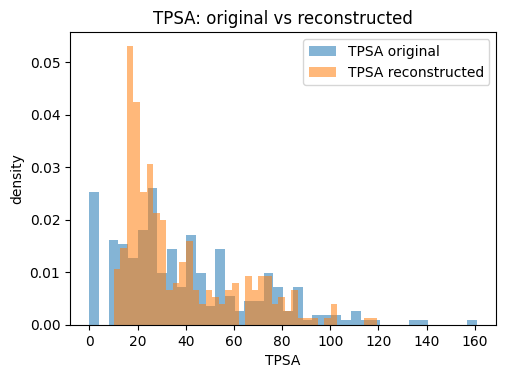 TPSA: original vs reconstructed
TPSA original
TPSA reconstructed
density
0.05
0.04
0.03
0.02
0.01
0.00
0 20 40 60 80 100 120 140 160
TPSA